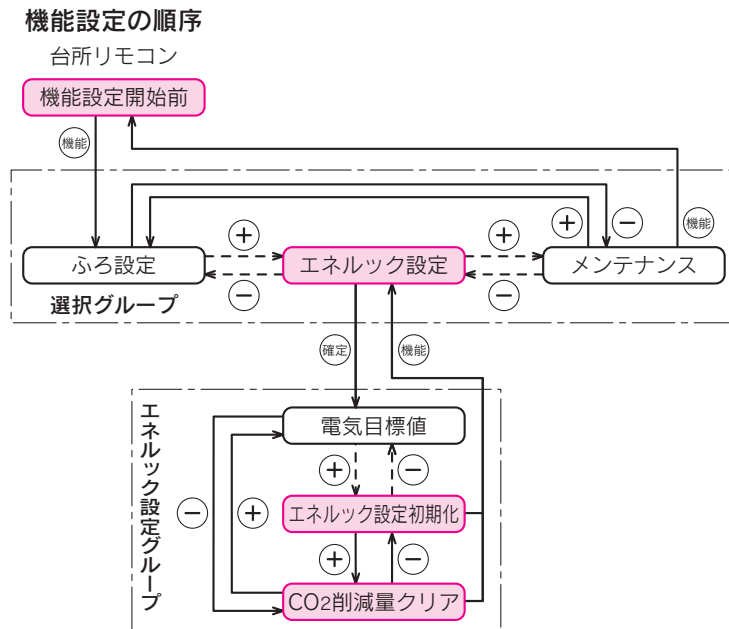 機能設定の順序
台所リモコン
機能設定開始前
機能
+ − 機能
ふろ設定 + エネルック設定 + メンテナンス
− −
選択グループ
確定 機能
エネルック設定グループ
電気目標値
+ −
− +
エネルック設定初期化
+ −
CO2削減量クリア